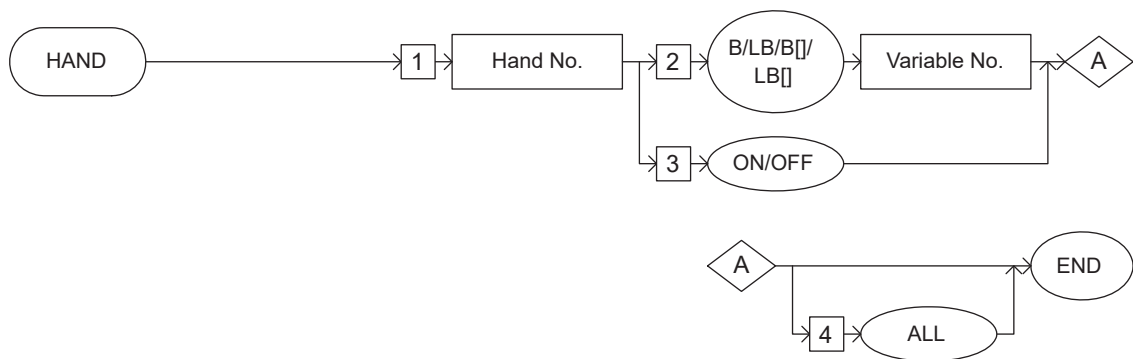 HAND
1
Hand No.
2
B/LB/B[]/
LB[]
Variable No.
A
3
ON/OFF
A
END
4
ALL